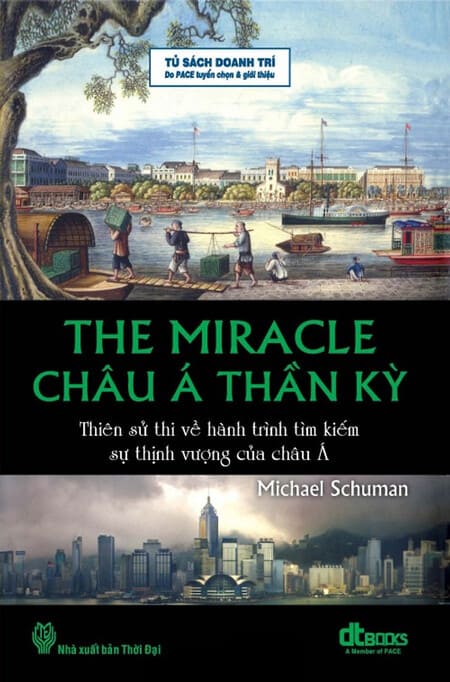 TỦ SÁCH DOANH TRÍ
Do PACE tuyển chọn & giới thiệu
THE MIRACLE
CHÂU Á THẦN KỲ
Thiên sử thi về hành trình tìm kiếm
sự thịnh vượng của châu Á
Michael Schuman
Nhà xuất bản Thời Đại
dtBOOKS
A Member of PACE